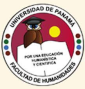 UNIVERSIDAD DE PANAMÁ
POR UNA EDUCACIÓN
HUMANÍSTICA
Y CIENTÍFICA
FACULTAD DE HUMANIDADES